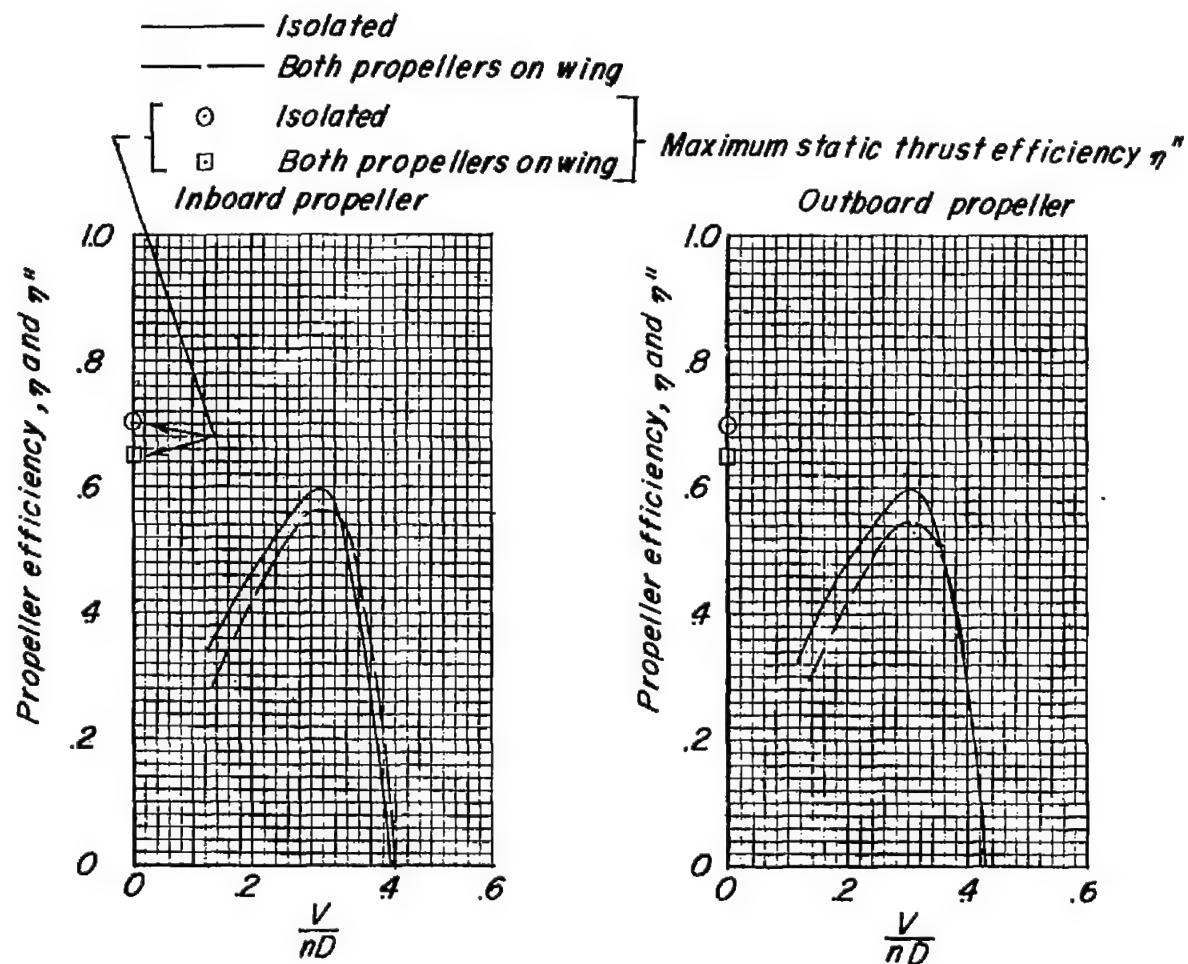 Isolated
Both propellers on wing
Isolated
Both propellers on wing
Maximum static thrust efficiency η"
Inboard propeller
Outboard propeller
Propeller efficiency, η and η"
1.0
.8
.6
.4
.2
0
0
.2
.4
.6
V
nD
Propeller efficiency, η and η"
1.0
.8
.6
.4
.2
0
0
.2
.4
.6
V
nD